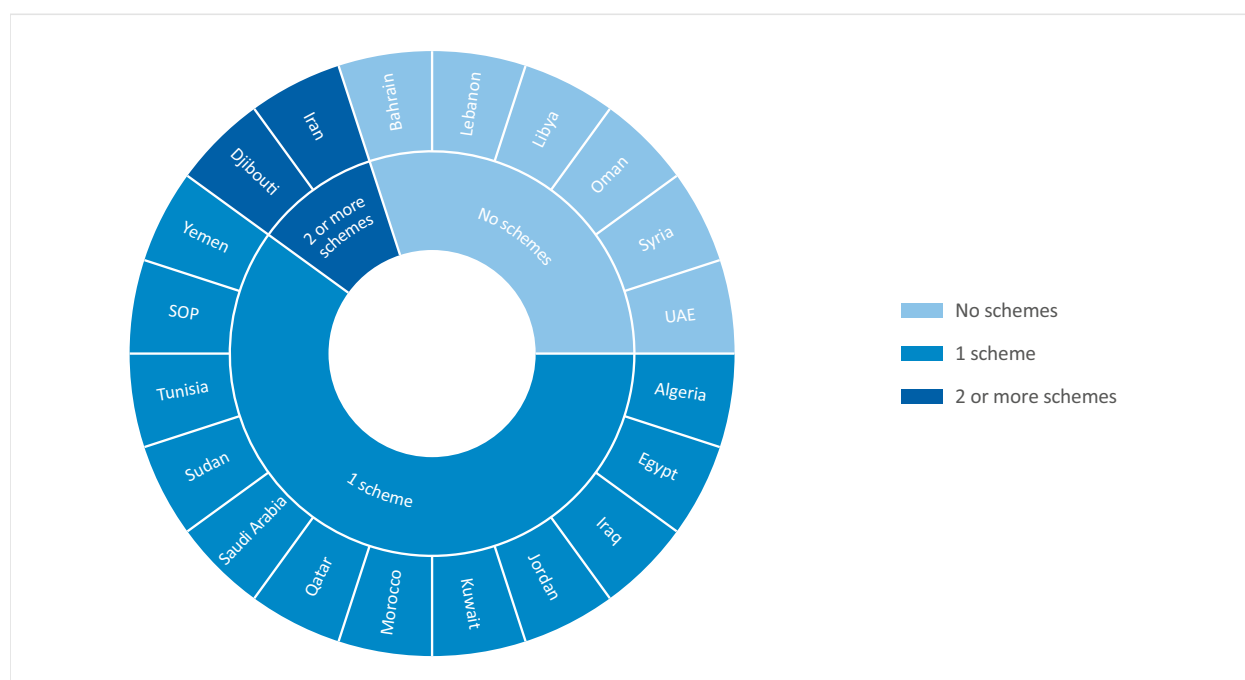 Bahrain
Lebanon
Libya
Oman
Syria
UAE
Algeria
Egypt
Iraq
Jordan
Kuwait
Morocco
Qatar
Saudi Arabia
Sudan
Tunisia
SOP
Yemen
Djibouti
Iran
No schemes
1 scheme
2 or more
schemes
No schemes
1 scheme
2 or more schemes